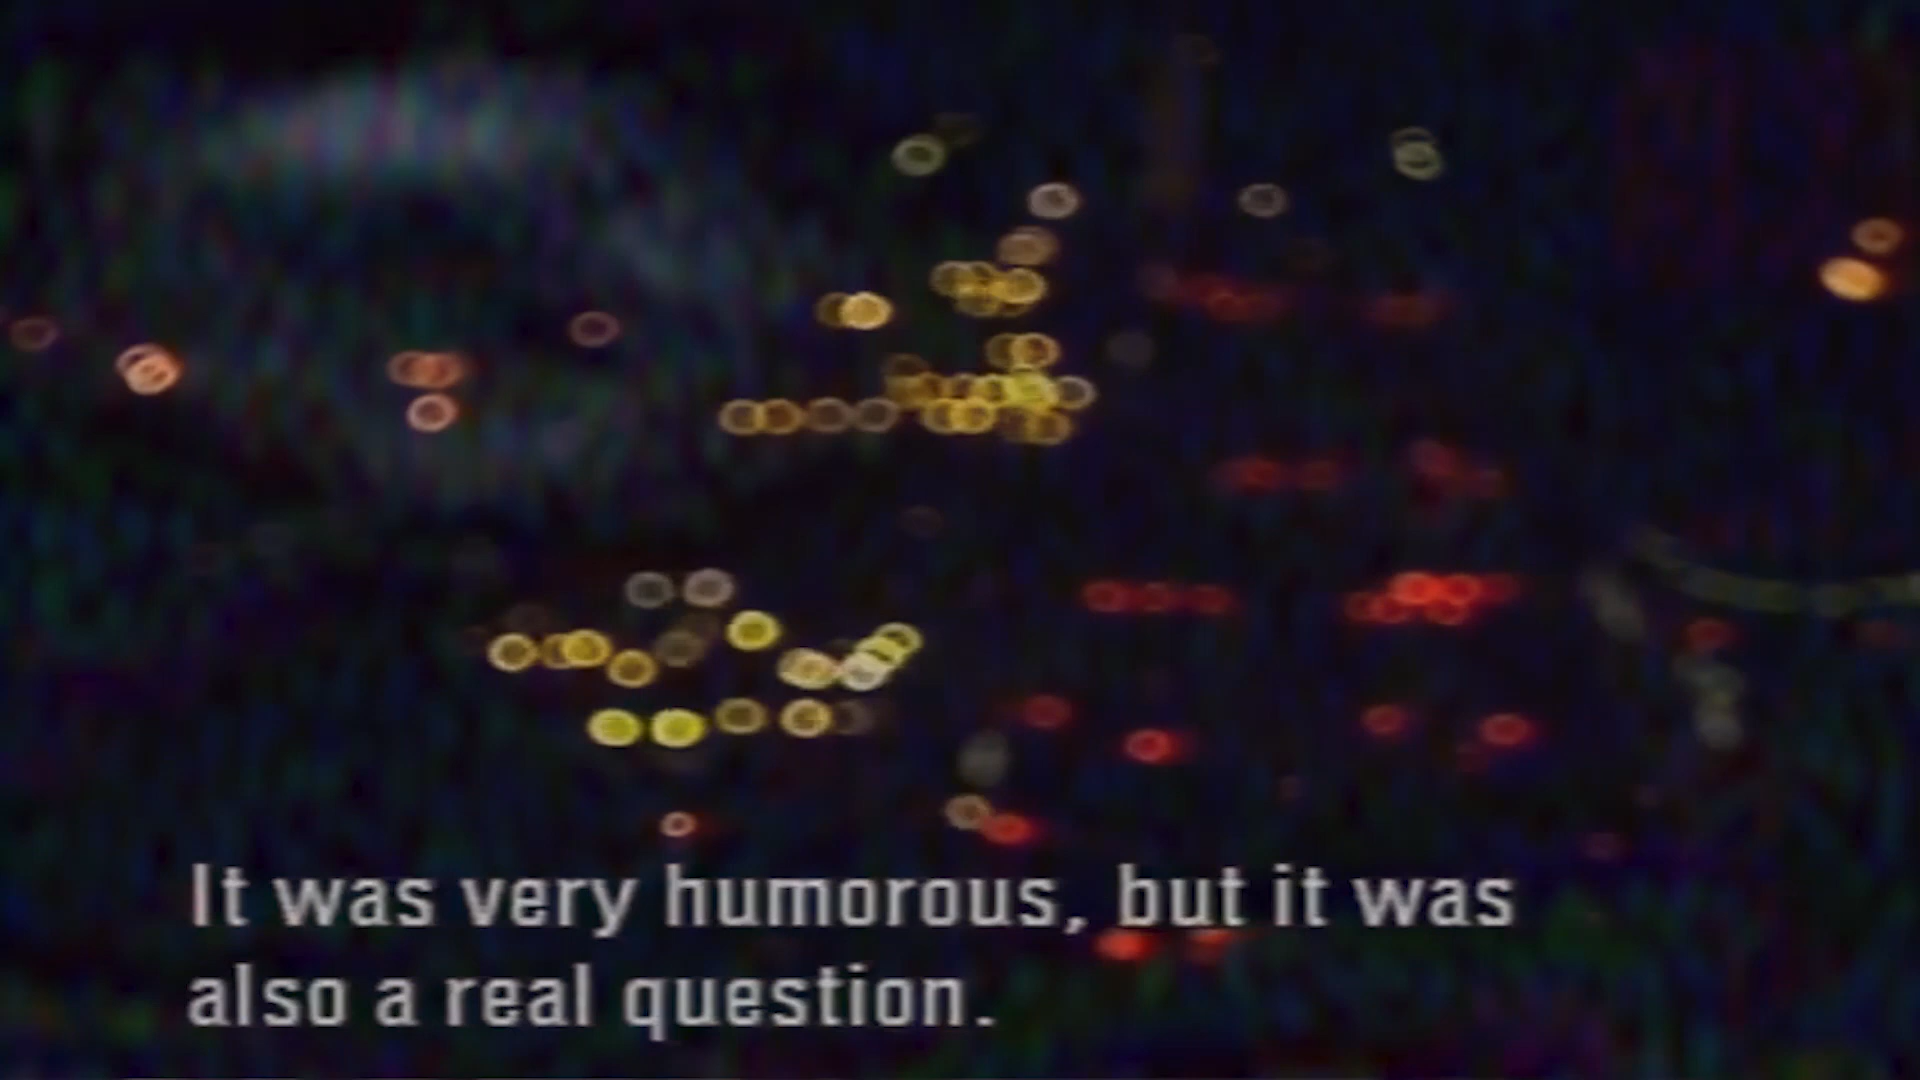 It was very humorous, but it was
also a real question.